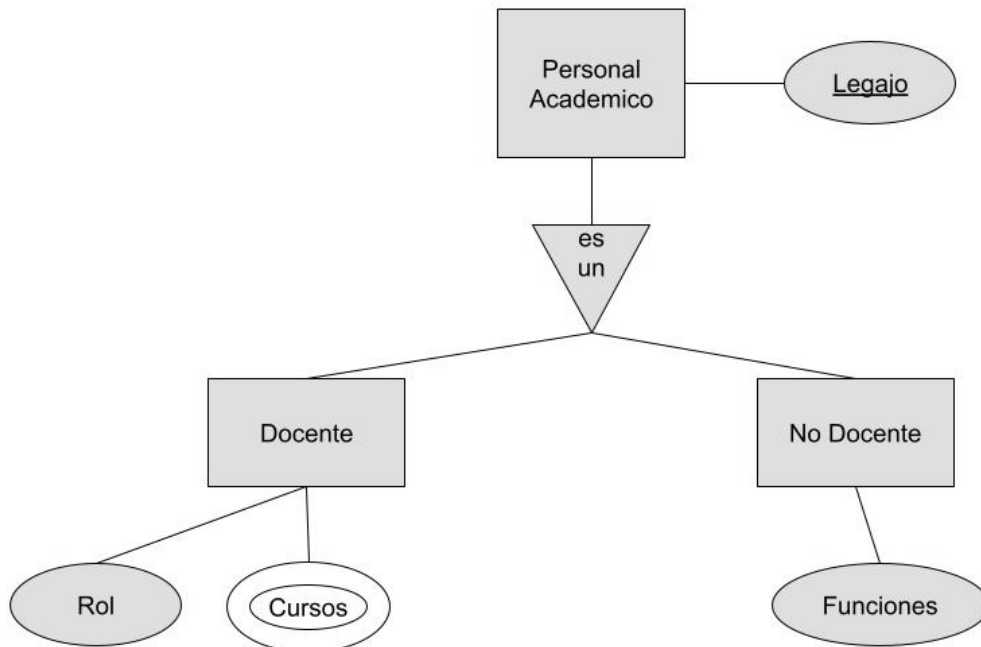 Personal
Academico
Legajo
es
un
Docente
No Docente
Rol
Cursos
Funciones